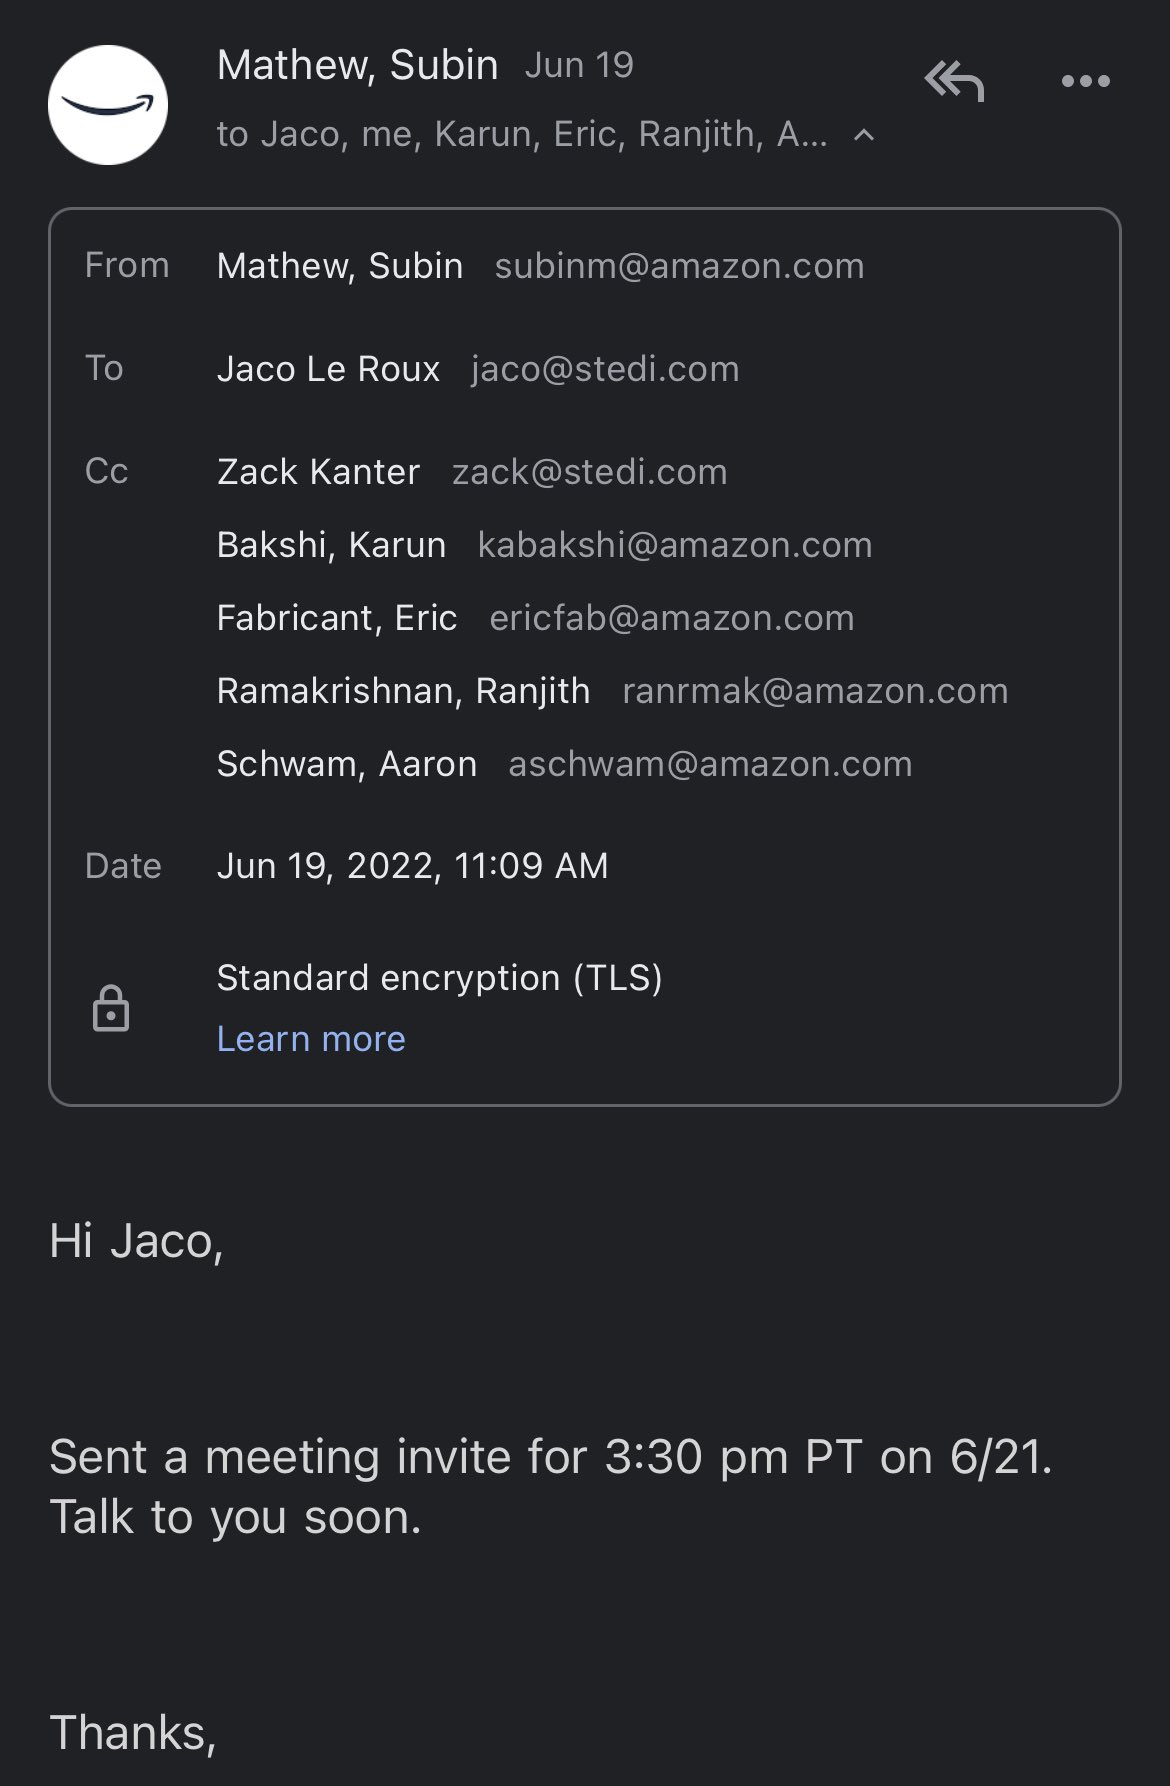 Mathew, Subin Jun 19
to Jaco, me, Karun, Eric, Ranjith, A...
From Mathew, Subin subinm@amazon.com
To Jaco Le Roux jaco@stedi.com
Cc Zack Kanter zack@stedi.com
Bakshi, Karun kabakshi@amazon.com
Fabricant, Eric ericfab@amazon.com
Ramakrishnan, Ranjith ranrmak@amazon.com
Schwam, Aaron aschwam@amazon.com
Date Jun 19, 2022, 11:09 AM
Standard encryption (TLS)
Learn more
Hi Jaco,
Sent a meeting invite for 3:30 pm PT on 6/21.
Talk to you soon.
Thanks,